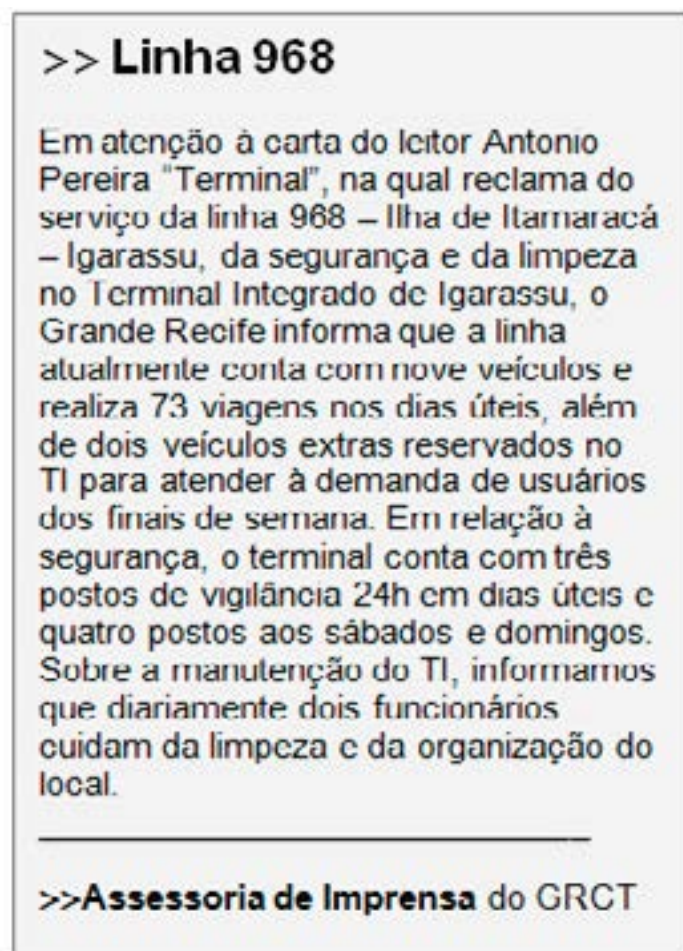 >> Linha 968
Em atenção à carta do leitor Antonio
Pereira “Terminal”, na qual reclama do
serviço da linha 968 – Ilha de Itamaracá
– Igarassu, da segurança e da limpeza
no Terminal Integrado de Igarassu, o
Grande Recife informa que a linha
atualmente conta com nove veículos e
realiza 73 viagens nos dias úteis, além
de dois veículos extras reservados no
TI para atender à demanda de usuários
dos finais de semana. Em relação à
segurança, o terminal conta com três
postos de vigilância 24h em dias úteis e
quatro postos aos sábados e domingos.
Sobre a manutenção do TI, informamos
que diariamente dois funcionários
cuidam da limpeza e da organização do
local.
>>Assessoria de Imprensa do GRCT